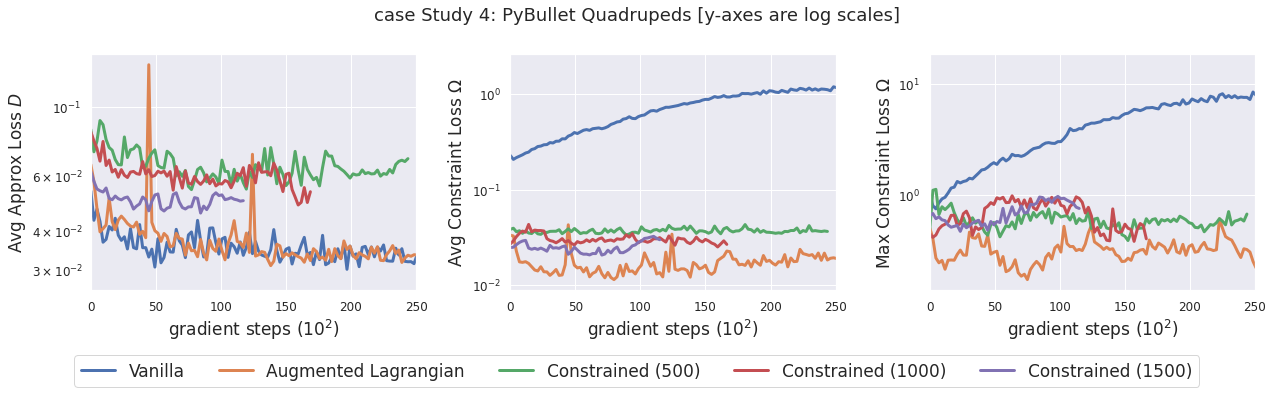 case Study 4: PyBullet Quadrupeds [y-axes are log scales]
Avg Approx Loss D
10⁻¹
6 × 10⁻²
4 × 10⁻²
3 × 10⁻²
0 50 100 150 200 250
gradient steps (10²)
Avg Constraint Loss Ω
10⁰
10⁻¹
10⁻²
0 50 100 150 200 250
gradient steps (10²)
Max Constraint Loss Ω
10¹
10⁰
0 50 100 150 200 250
gradient steps (10²)
Vanilla Augmented Lagrangian Constrained (500) Constrained (1000) Constrained (1500)